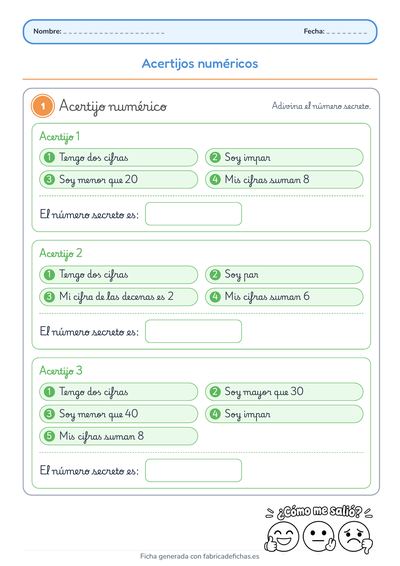 Nombre: Fecha:
Acertijos numéricos
1 Acertijo numérico Adivina el número secreto.
Acertijo 1
1 Tengo dos cifras 2 Soy impar
3 Soy menor que 20 4 Mis cifras suman 8
El número secreto es:
Acertijo 2
1 Tengo dos cifras 2 Soy par
3 Mi cifra de las decenas es 2 4 Mis cifras suman 6
El número secreto es:
Acertijo 3
1 Tengo dos cifras 2 Soy mayor que 30
3 Soy menor que 40 4 Soy impar
5 Mis cifras suman 8
El número secreto es:
¿Cómo me salió?
Ficha generada con fabricadefichas.es